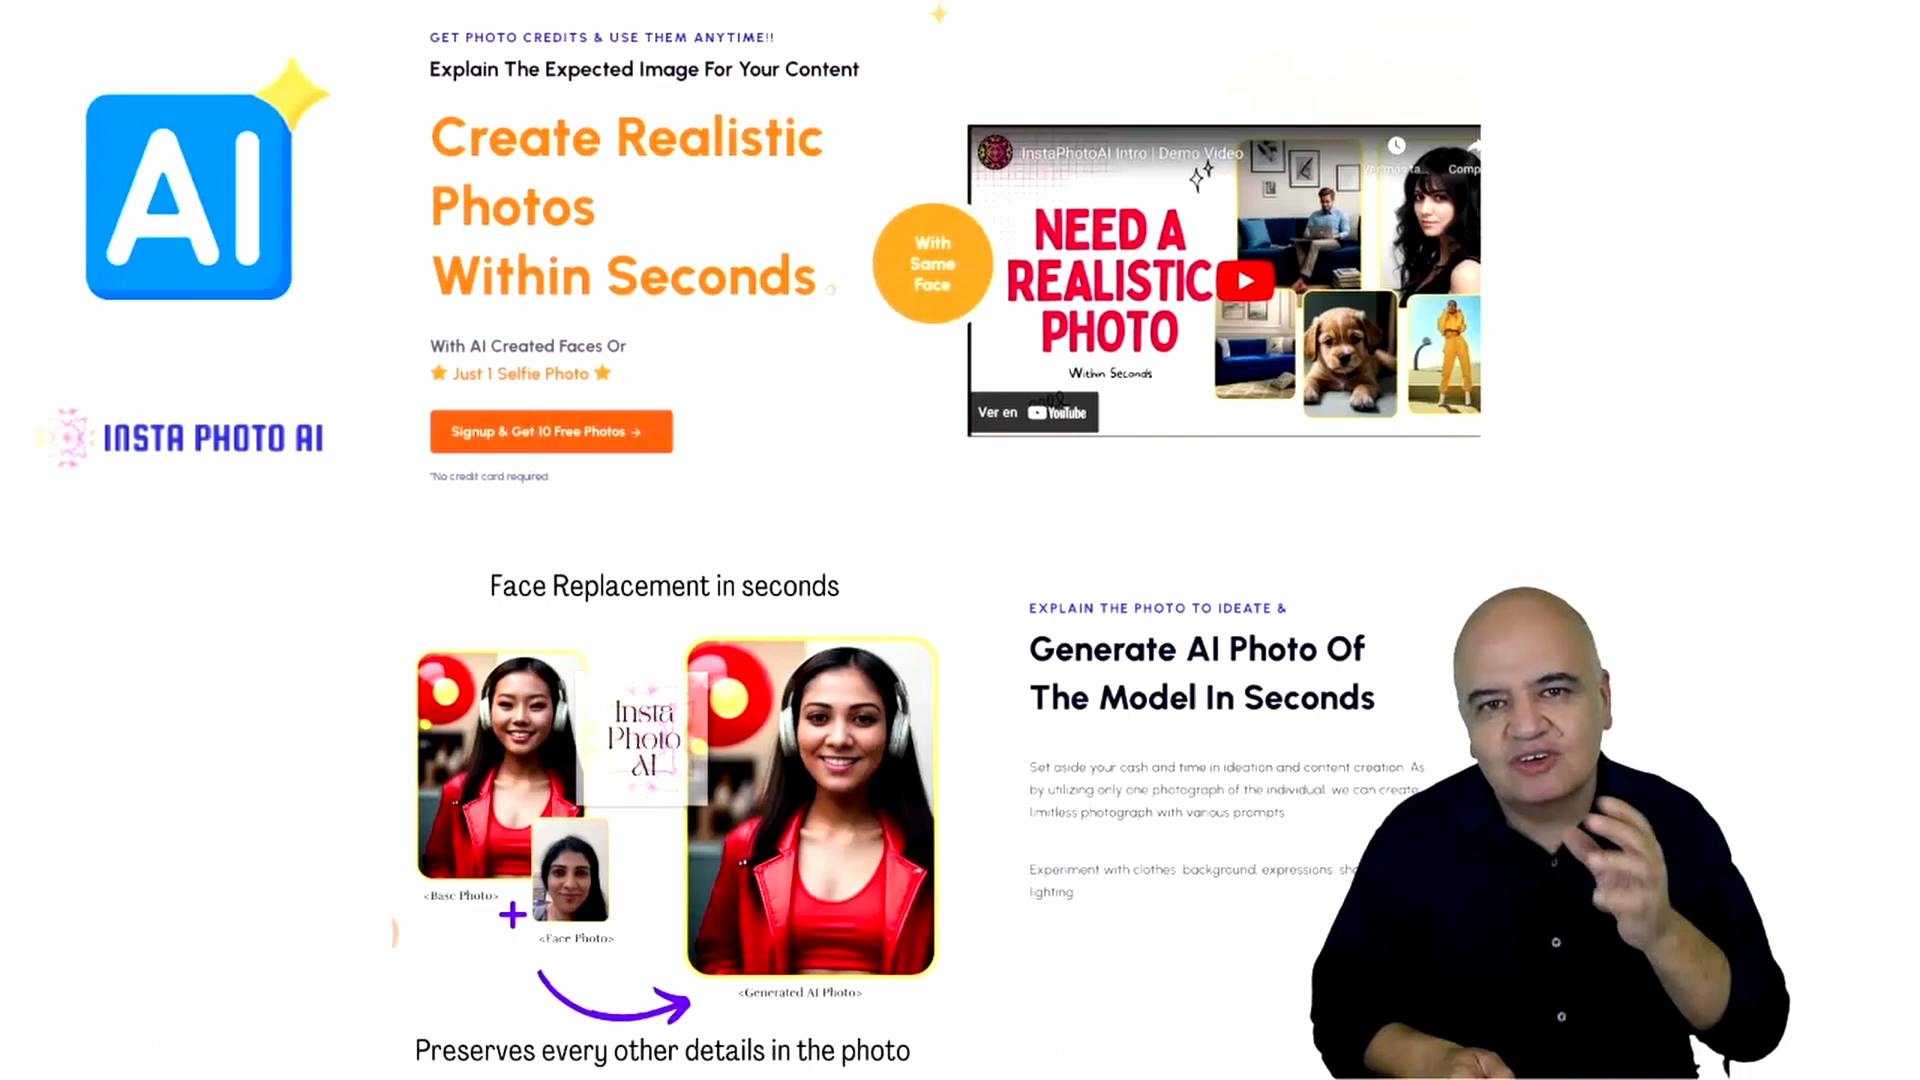 AI
INSTA PHOTO AI
GET PHOTO CREDITS & USE THEM ANYTIME!!
Explain The Expected Image For Your Content
Create Realistic
Photos
Within Seconds
With AI Created Faces Or
Just 1 Selfie Photo
Signup & Get 10 Free Photos →
*No credit card required.
With
Same
Face
InstaPhotoAI Intro | Demo Video
NEED A
REALISTIC
PHOTO
Within Seconds
Ver en YouTube
Face Replacement in seconds
Insta
Photo
AI
<Base Photo>
+
<Face Photo>
<Generated AI Photo>
Preserves every other details in the photo
EXPLAIN THE PHOTO TO IDEATE &
Generate AI Photo Of
The Model In Seconds
Set aside your cash and time in ideation and content creation. As
by utilizing only one photograph of the individual, we can create
limitless photograph with various prompts
Experiment with clothes, background, expressions,
lighting